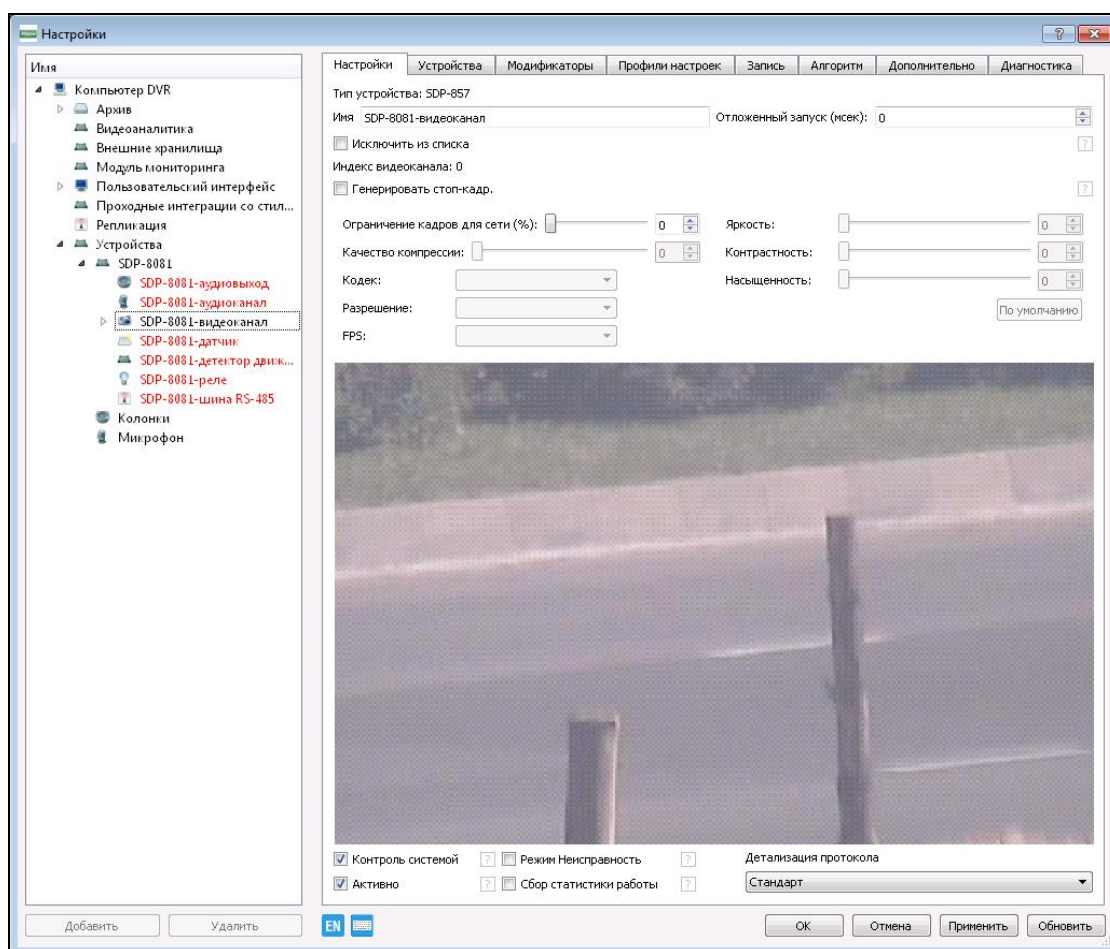 Настройки
Имя
Компьютер DVR
Архив
Видеоаналитика
Внешние хранилища
Модуль мониторинга
Пользовательский интерфейс
Проходные интеграции со стил...
Репликация
Устройства
SDP-8081
SDP-8081-аудиовыход
SDP-8081-аудиоканал
SDP-8081-видеоканал
SDP-8081-датчик
SDP-8081-детектор движ...
SDP-8081-реле
SDP-8081-шина RS-485
Колонки
Микрофон
Добавить Удалить
Настройки Устройства Модификаторы Профили настроек Запись Алгоритм Дополнительно Диагностика
Тип устройства: SDP-857
Имя SDP-8081-видеоканал Отложенный запуск (мсек): 0
Исключить из списка ?
Индекс видеоканала: 0
Генерировать стоп-кадр. ?
Ограничение кадров для сети (%): 0 Яркость: 0
Качество компрессии: 0 Контрастность: 0
Кодек: Насыщенность: 0
Разрешение: По умолчанию
FPS:
Контроль системой ? Режим Неисправность ? Детализация протокола
Активно ? Сбор статистики работы ? Стандарт
EN OK Отмена Применить Обновить